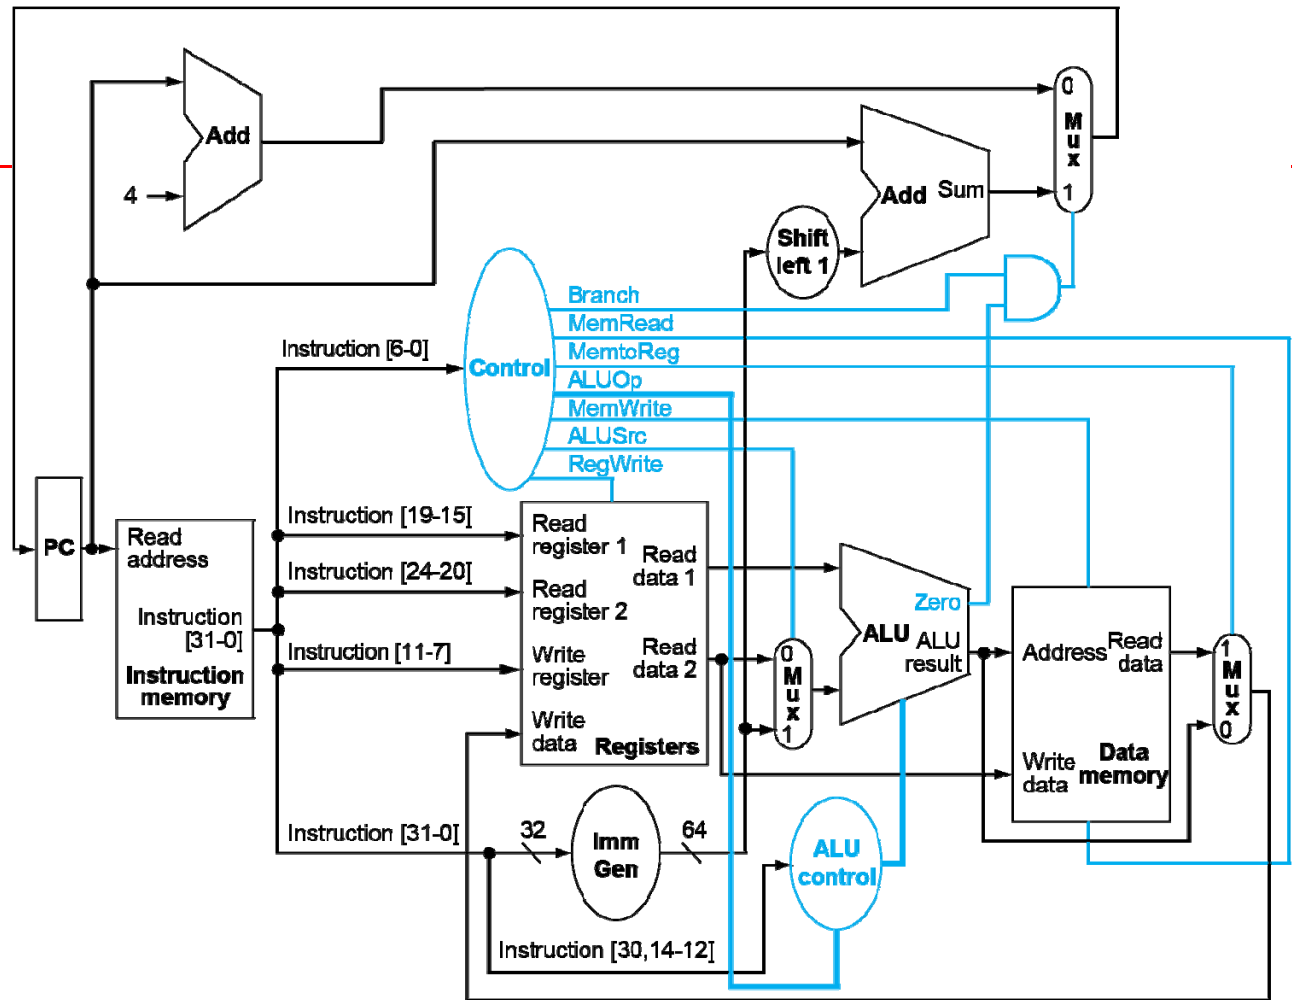 0
M
u
x
1
Add
4
Add
Sum
Shift
left 1
Branch
MemRead
MemtoReg
ALUOp
MemWrite
ALUSrc
RegWrite
Control
Instruction [6-0]
Instruction [19-15]
Instruction [24-20]
Instruction [11-7]
Instruction [31-0]
PC
Read
address
Instruction
[31-0]
Instruction
memory
Read
register 1
Read
register 2
Write
register
Write
data
Read
data 1
Read
data 2
Registers
0
M
u
x
1
Zero
ALU
ALU
result
Address
Read
data
Write
data
Data
memory
1
M
u
x
0
32
Imm
Gen
64
ALU
control
Instruction [30,14-12]